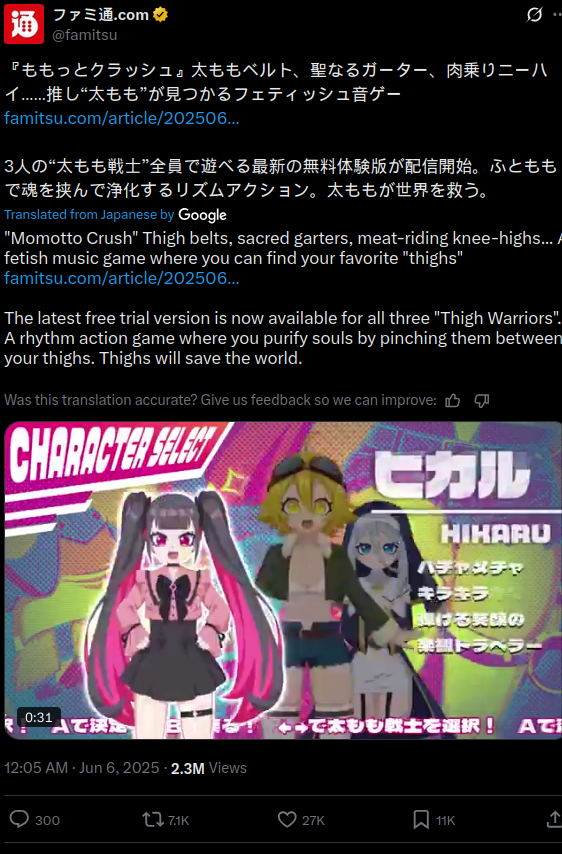 ファミ通.com
@famitsu
『ももっとクラッシュ』太ももベルト、聖なるガーター、肉乗りニーハ
イ……推し“太もも”が見つかるフェティッシュ音ゲー
famitsu.com/article/202506…
3人の“太もも戦士”全員で遊べる最新の無料体験版が配信開始。ふともも
で魂を挟んで浄化するリズムアクション。太ももが世界を救う。
Translated from Japanese by Google
"Momotto Crush" Thigh belts, sacred garters, meat-riding knee-highs... A
fetish music game where you can find your favorite "thighs"
famitsu.com/article/202506…
The latest free trial version is now available for all three "Thigh Warriors".
A rhythm action game where you purify souls by pinching them between
your thighs. Thighs will save the world.
Was this translation accurate? Give us feedback so we can improve:
CHARACTER SELECT
ヒカル
HIKARU
ハチャメチャ
キラキラ
弾ける笑顔の
楽観トラベラー
0:31
Aで決定
←→で太もも戦士を選択！ Aで決
12:05 AM · Jun 6, 2025 · 2.3M Views
300 7.1K 27K 11K